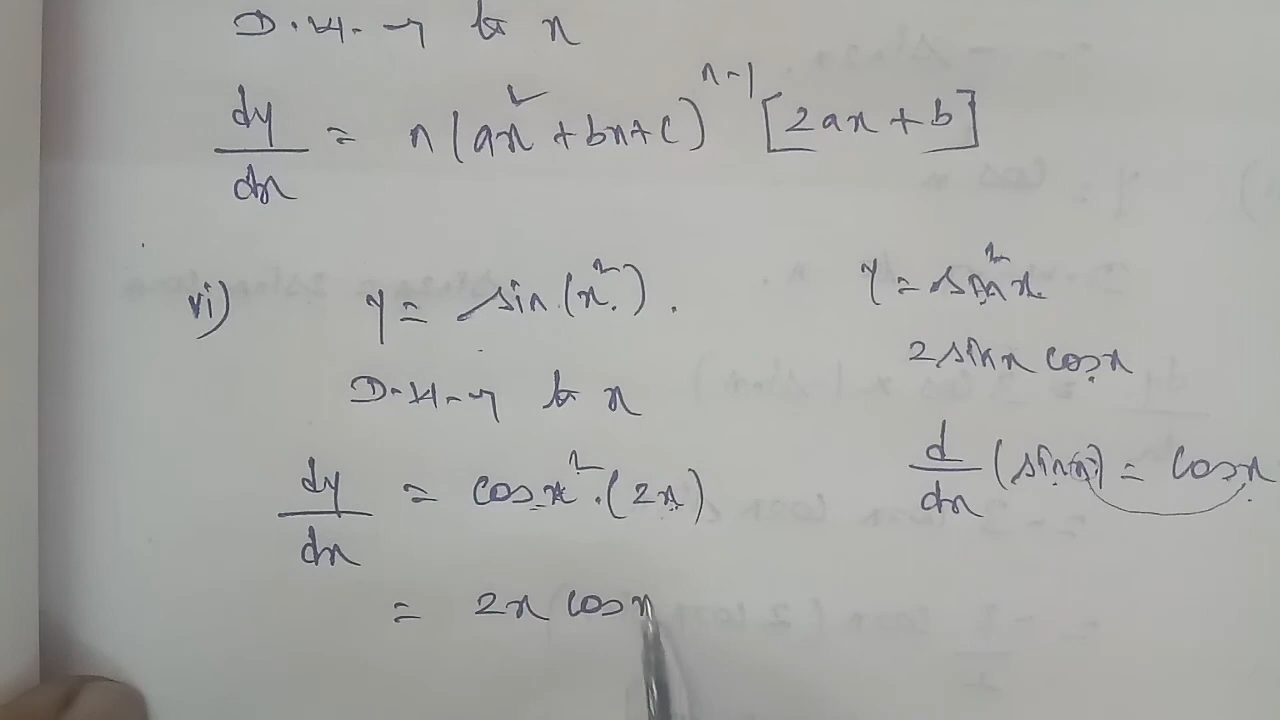 D.w.r to x
dy/dx = n(ax² + bx + c)ⁿ⁻¹ [2ax + b]
vi) y = sin(x²).
D.w.r to x
dy/dx = cos x² . (2x)
= 2x cos x
y = sin²x
2 sinx cosx
d/dx (sinx) = cosx